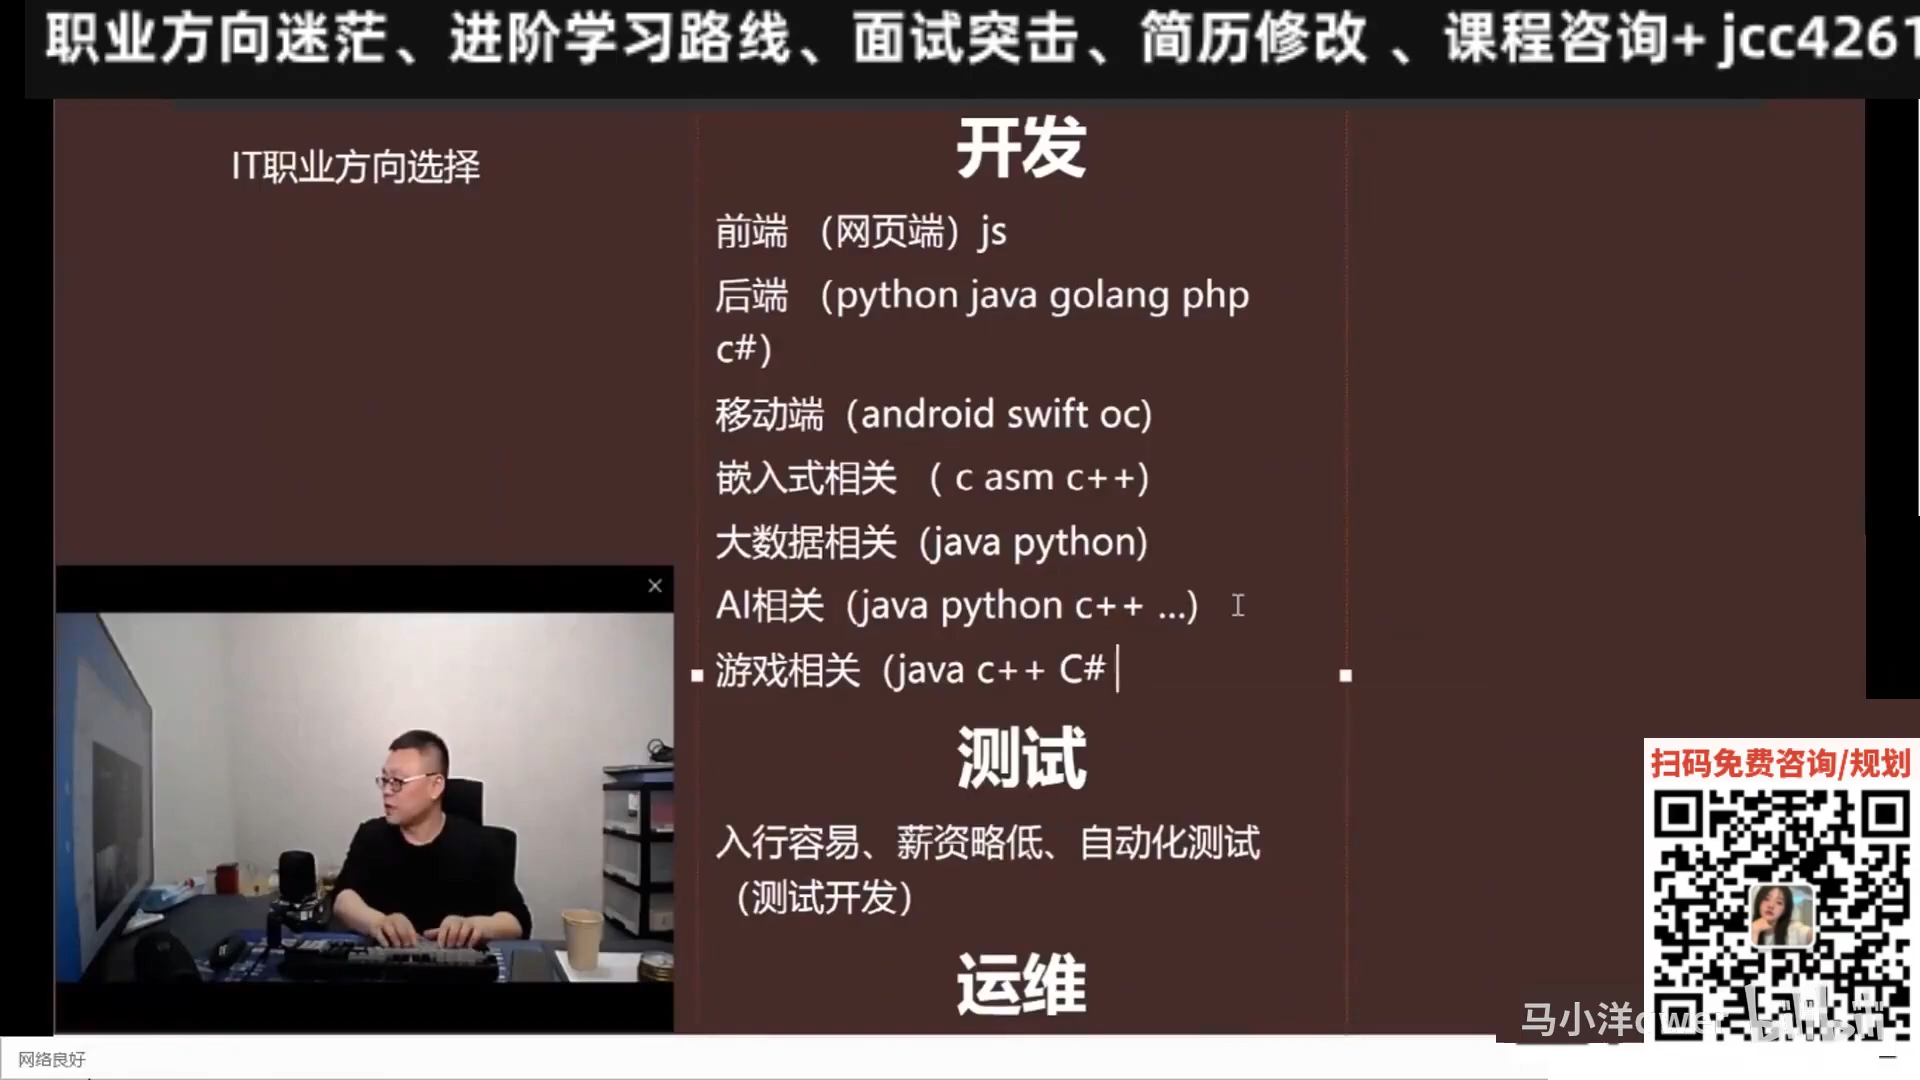 职业方向迷茫、进阶学习路线、面试突击、简历修改 、课程咨询+ jcc4261
IT职业方向选择
开发
前端 （网页端）js
后端 （python java golang php
c#）
移动端（android swift oc)
嵌入式相关 （ c asm c++)
大数据相关（java python)
AI相关（java python c++ ...)
游戏相关（java c++ C#
测试
入行容易、薪资略低、自动化测试
（测试开发）
运维
扫码免费咨询/规划
马小洋qwer
bilibili
网络良好